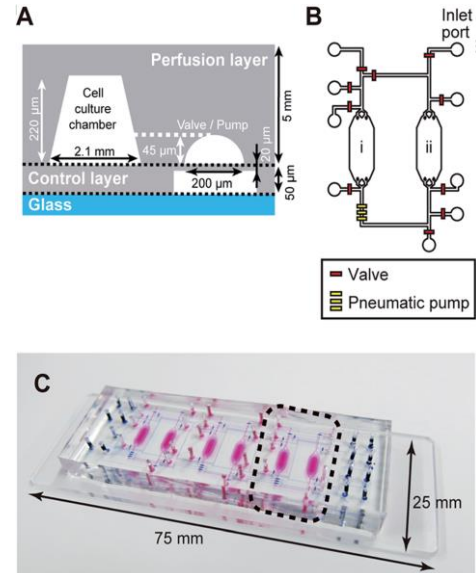 A
Perfusion layer
Cell
culture
chamber
220 µm
2.1 mm
45 µm
Valve / Pump
200 µm
20 µm
5 mm
50 µm
Control layer
Glass
B
Inlet
port
i
ii
Valve
Pneumatic pump
C
25 mm
75 mm